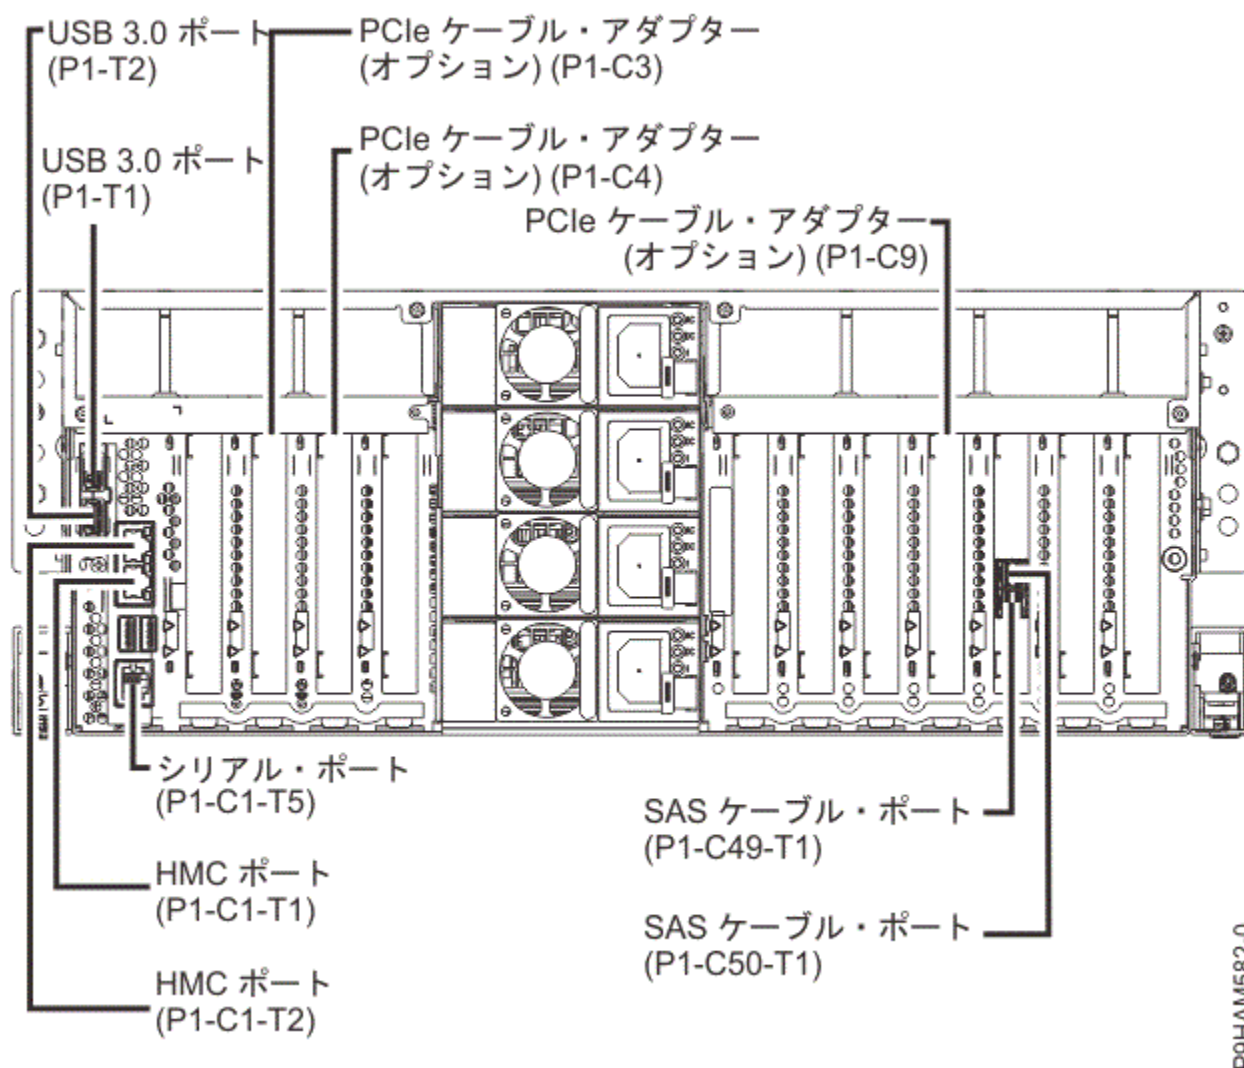 USB 3.0 ポート
(P1-T2)
PCIe ケーブル・アダプター
(オプション) (P1-C3)
USB 3.0 ポート
(P1-T1)
PCIe ケーブル・アダプター
(オプション) (P1-C4)
PCIe ケーブル・アダプター
(オプション) (P1-C9)
シリアル・ポート
(P1-C1-T5)
HMC ポート
(P1-C1-T1)
HMC ポート
(P1-C1-T2)
SAS ケーブル・ポート
(P1-C49-T1)
SAS ケーブル・ポート
(P1-C50-T1)
P9HAM582-0